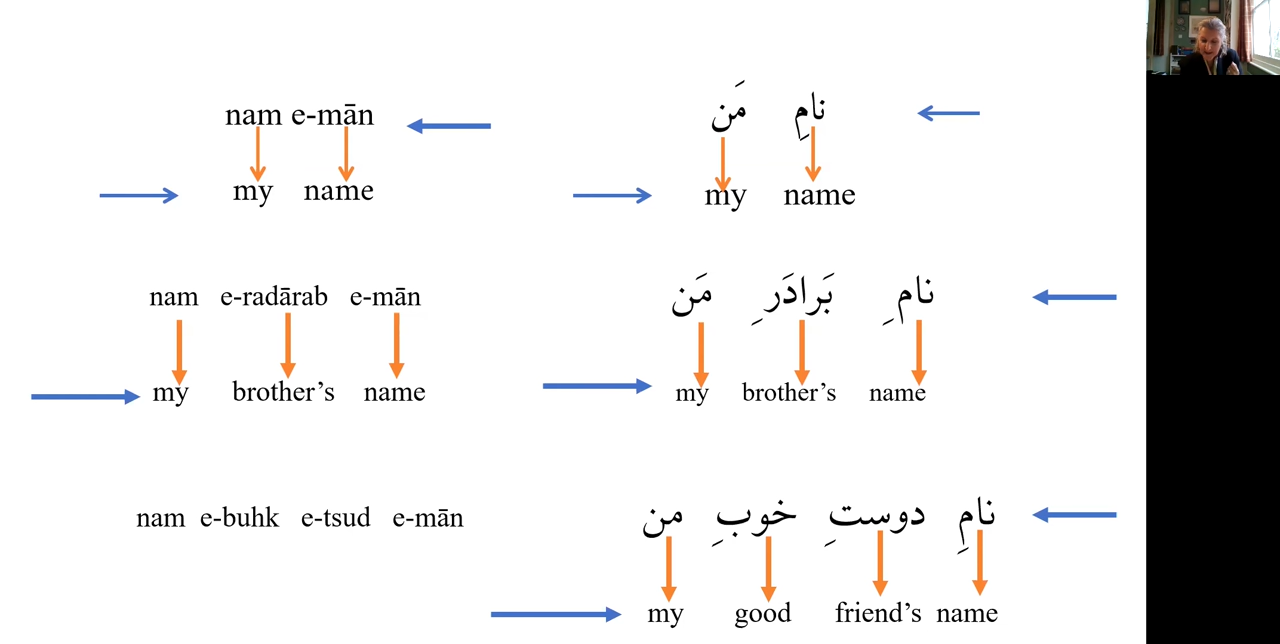 nam e-mān
نامِ مَن
my name
my name
nam e-radārab e-mān
نام ِ بَرادَر ِ مَن
my brother's name
my brother's name
nam e-buhk e-tsud e-mān
نامِ دوست ِ خوب ِ من
my good friend's name